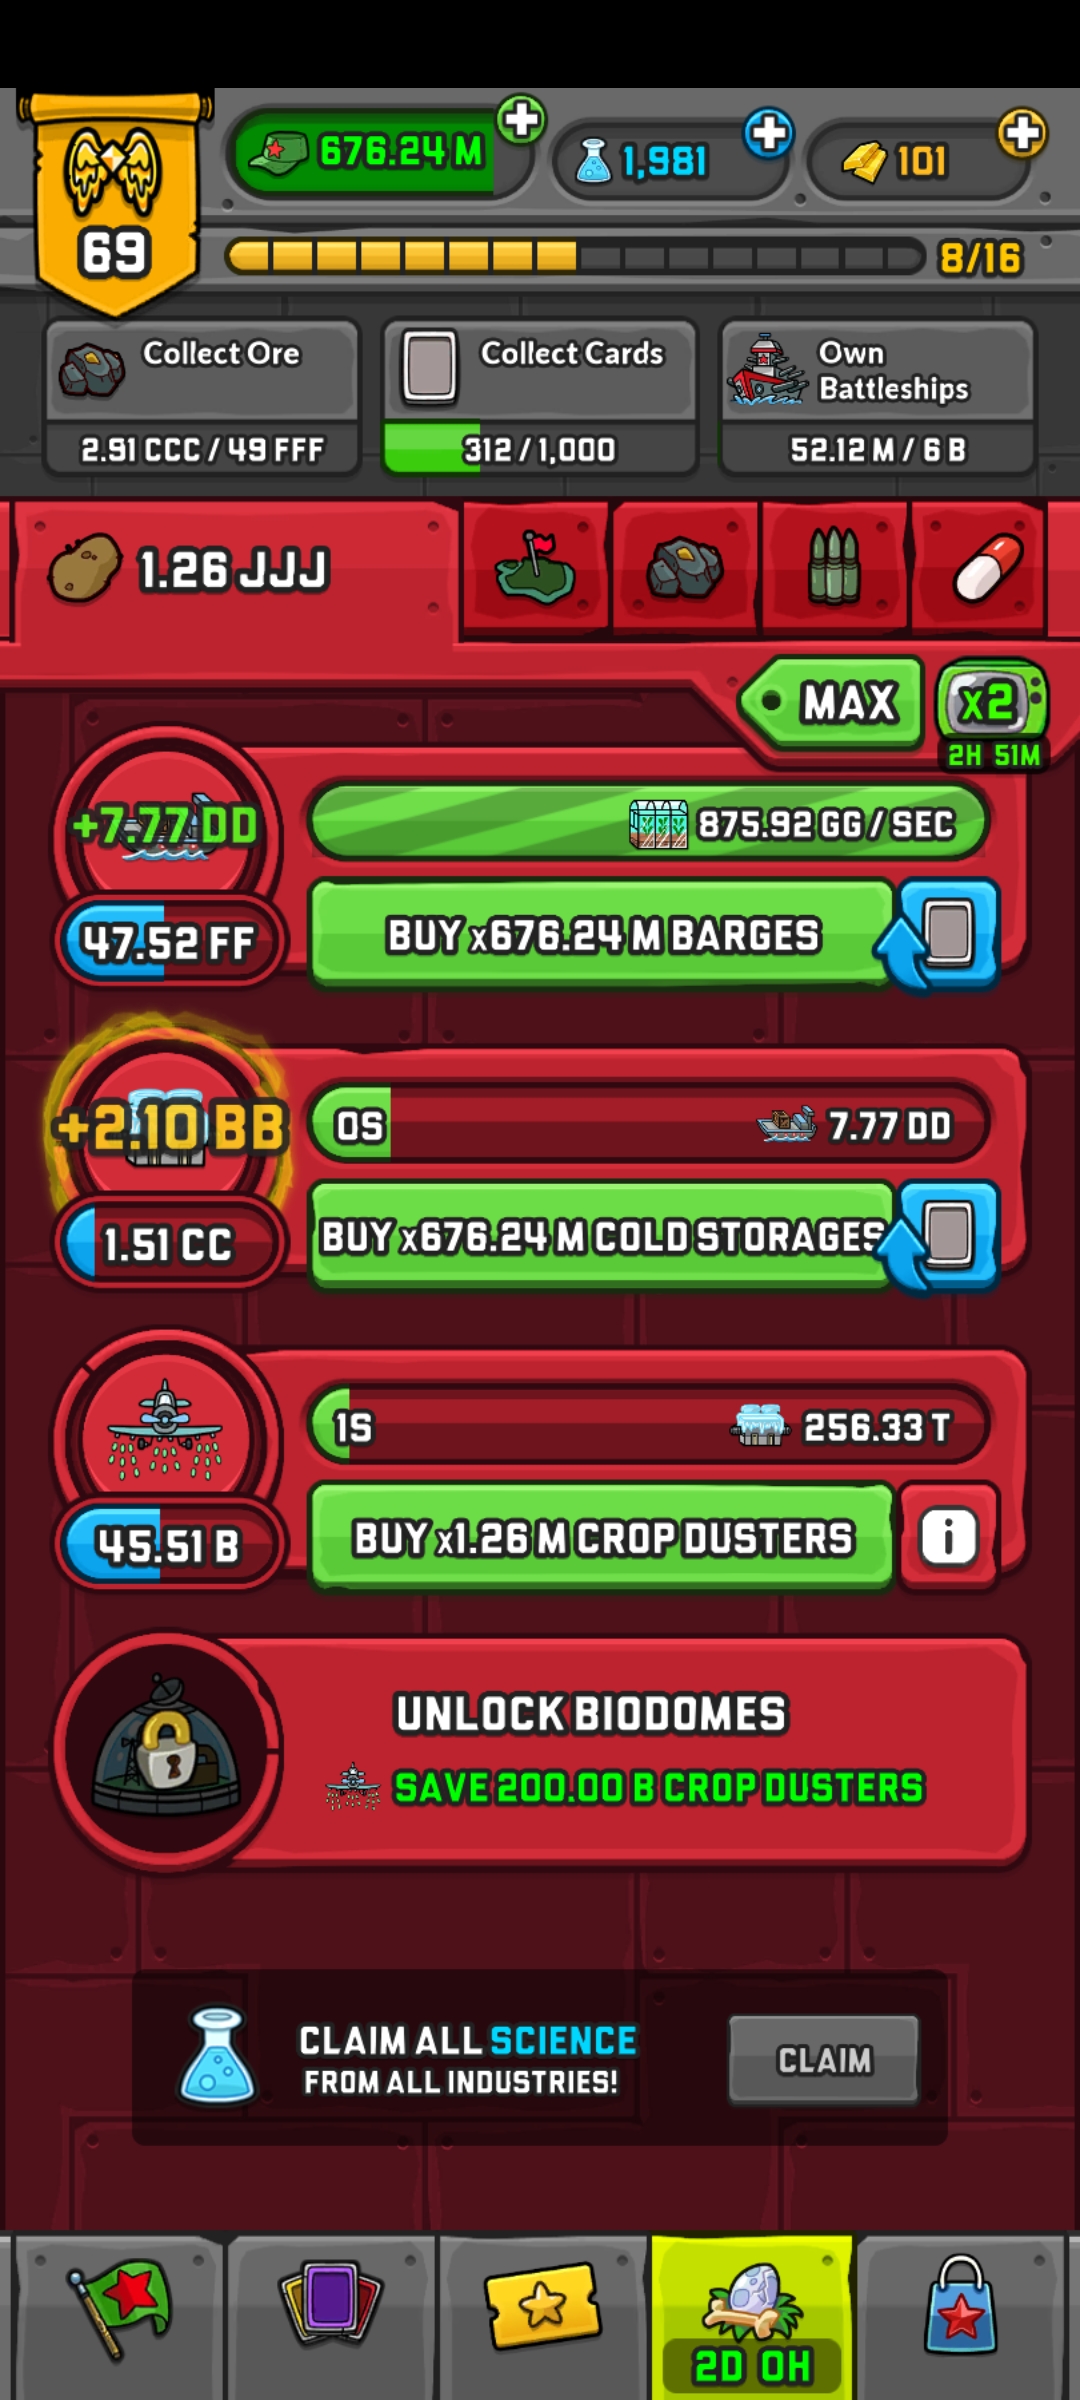 676.24 M
1,981
101
69
8/16
Collect Ore
2.91 CCC / 49 FFF
Collect Cards
312 / 1,000
Own
Battleships
52.12 M / 6 B
1.26 JJJ
MAX
x2
2H 51M
+7.77 DD
875.92 GG / SEC
47.52 FF
BUY x676.24 M BARGES
+2.10 BB
0S
7.77 DD
1.51 CC
BUY x676.24 M COLD STORAGES
1S
256.33 T
45.51 B
BUY x1.26 M CROP DUSTERS
i
UNLOCK BIODOMES
SAVE 200.00 B CROP DUSTERS
CLAIM ALL SCIENCE
FROM ALL INDUSTRIES!
CLAIM
2D 0H